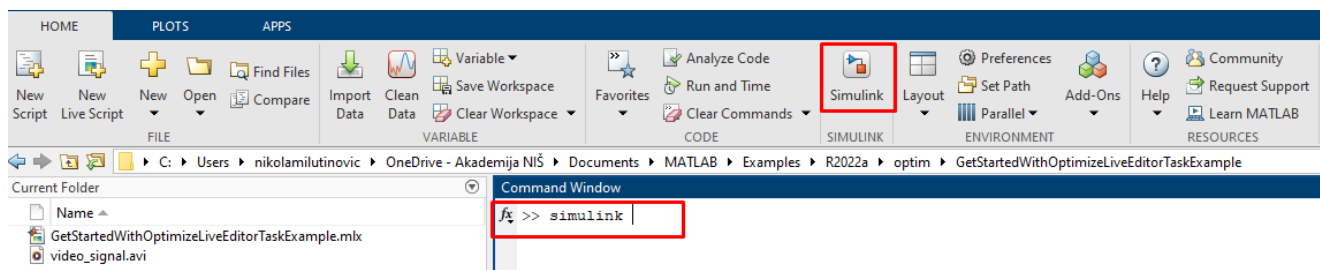 HOME PLOTS APPS
New Script
New Live Script
New
Open
Find Files
Compare
FILE
Import Data
Clean Data
Variable
Save Workspace
Clear Workspace
VARIABLE
Favorites
Analyze Code
Run and Time
Clear Commands
CODE
Simulink
SIMULINK
Layout
Preferences
Set Path
Parallel
Add-Ons
ENVIRONMENT
Help
Community
Request Support
Learn MATLAB
RESOURCES
C: Users nikolamilutinovic OneDrive - Akademija NIŠ Documents MATLAB Examples R2022a optim GetStartedWithOptimizeLiveEditorTaskExample
Current Folder
Name
GetStartedWithOptimizeLiveEditorTaskExample.mlx
video_signal.avi
Command Window
fx >> simulink